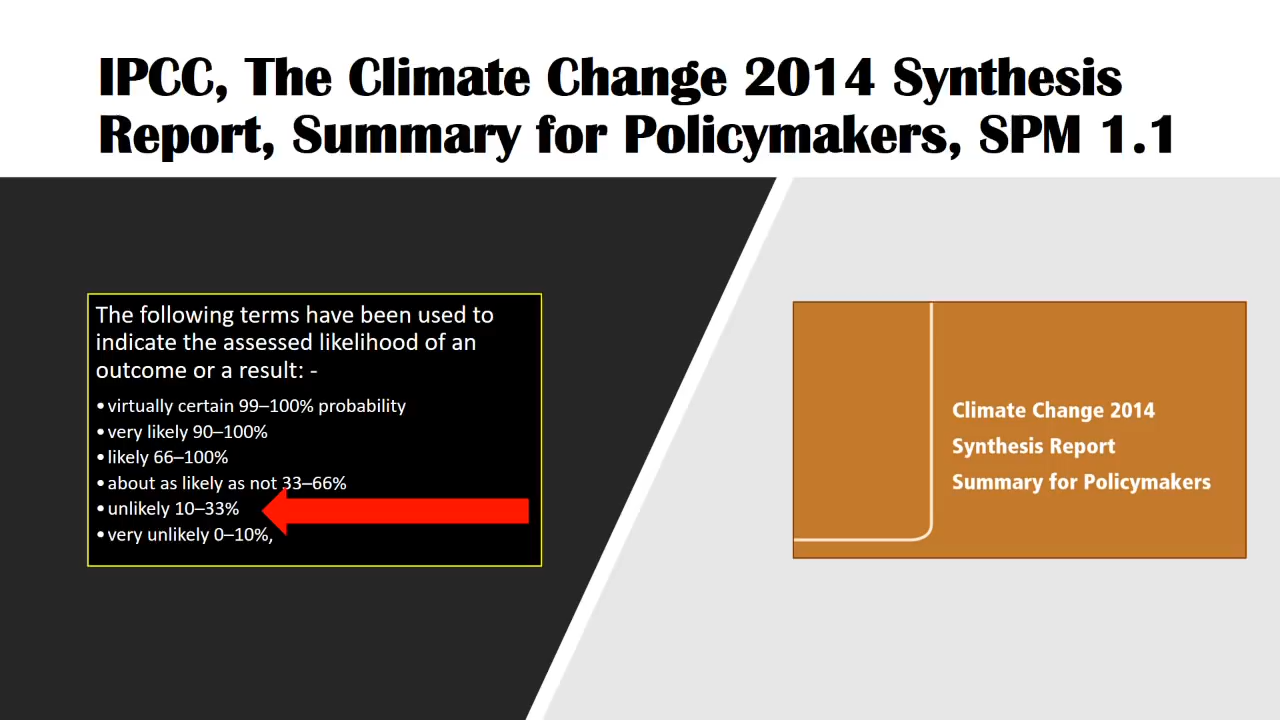 IPCC, The Climate Change 2014 Synthesis
Report, Summary for Policymakers, SPM 1.1
The following terms have been used to
indicate the assessed likelihood of an
outcome or a result: -
• virtually certain 99–100% probability
• very likely 90–100%
• likely 66–100%
• about as likely as not 33–66%
• unlikely 10–33%
• very unlikely 0–10%,
Climate Change 2014
Synthesis Report
Summary for Policymakers